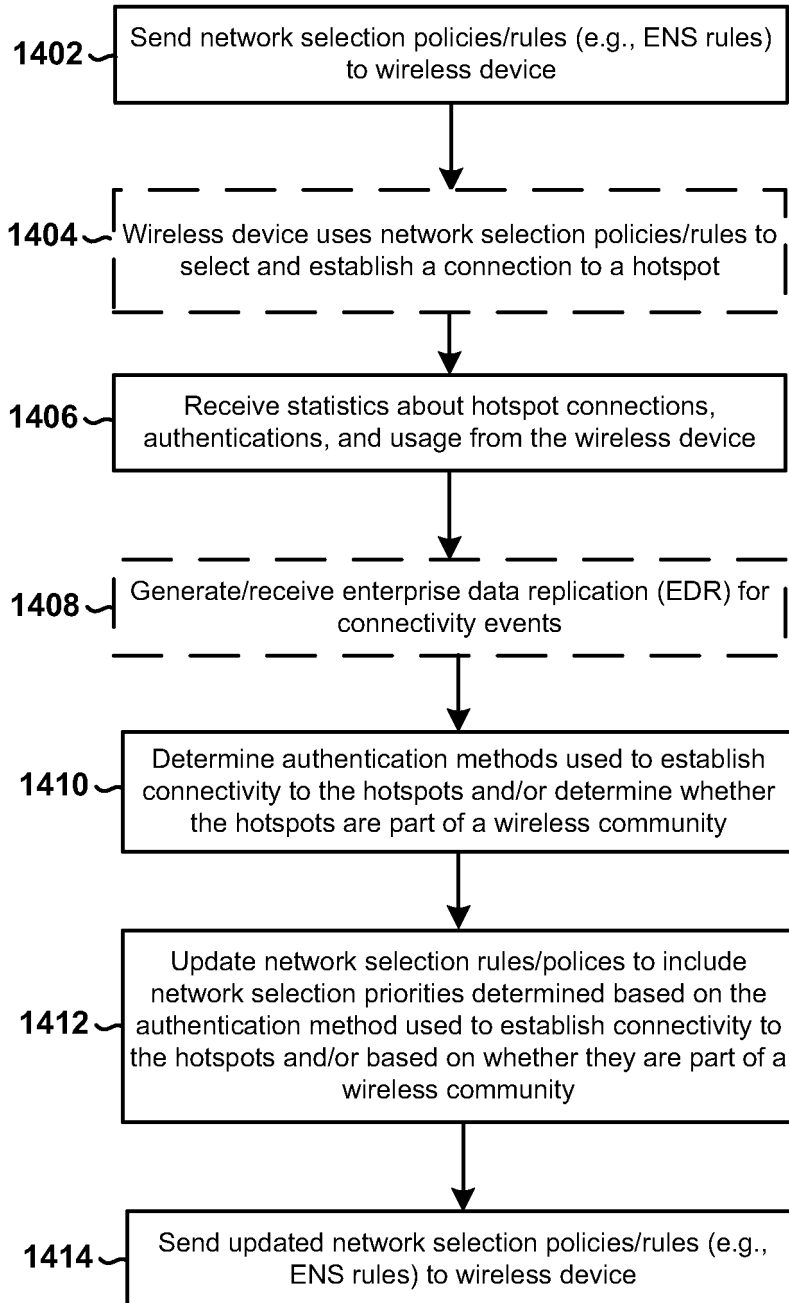 1402
Send network selection policies/rules (e.g., ENS rules)
to wireless device
1404
Wireless device uses network selection policies/rules to
select and establish a connection to a hotspot
1406
Receive statistics about hotspot connections,
authentications, and usage from the wireless device
1408
Generate/receive enterprise data replication (EDR) for
connectivity events
1410
Determine authentication methods used to establish
connectivity to the hotspots and/or determine whether
the hotspots are part of a wireless community
1412
Update network selection rules/polices to include
network selection priorities determined based on the
authentication method used to establish connectivity to
the hotspots and/or based on whether they are part of a
wireless community
1414
Send updated network selection policies/rules (e.g.,
ENS rules) to wireless device